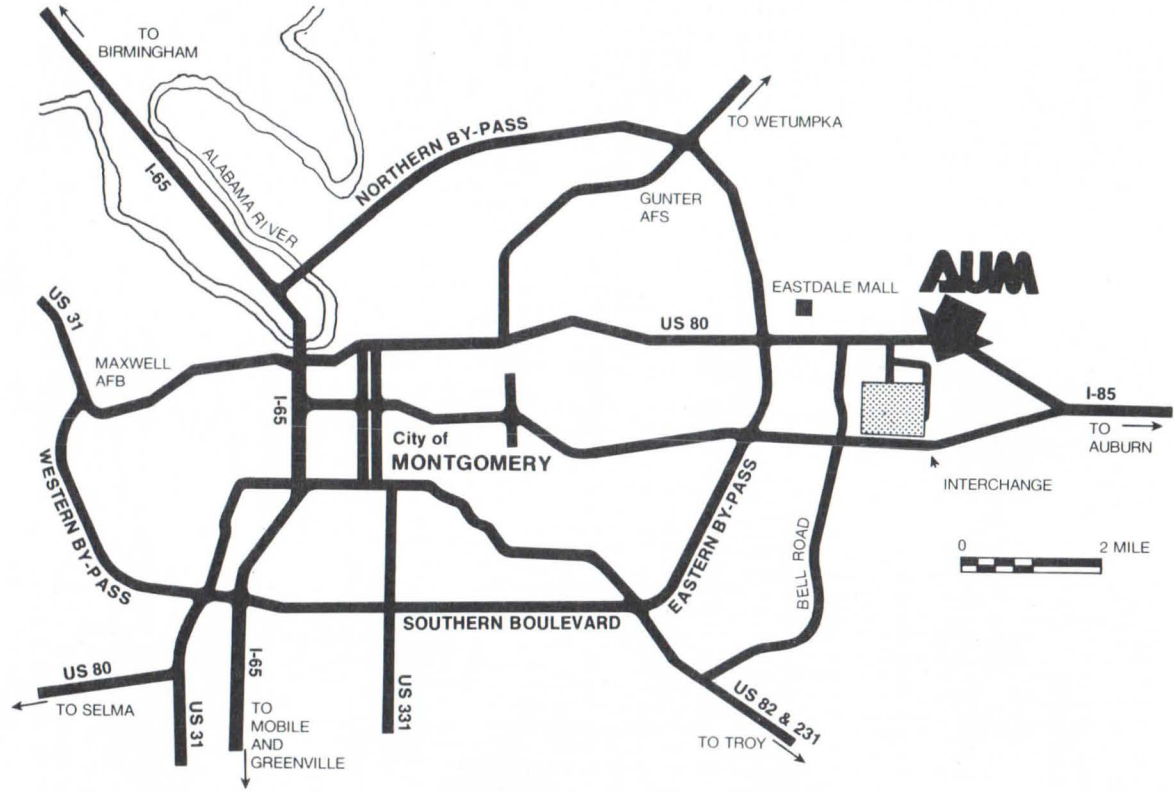 TO
BIRMINGHAM
I-65
ALABAMA RIVER
NORTHERN BY-PASS
TO WETUMPKA
GUNTER
AFS
AUM
EASTDALE MALL
US 80
US 31
MAXWELL
AFB
I-65
City of
MONTGOMERY
I-85
TO
AUBURN
INTERCHANGE
WESTERN BY-PASS
EASTERN BY-PASS
BELL ROAD
0 2 MILE
SOUTHERN BOULEVARD
US 80
TO SELMA
US 31
I-65
TO
MOBILE
AND
GREENVILLE
US 331
US 82 & 231
TO TROY